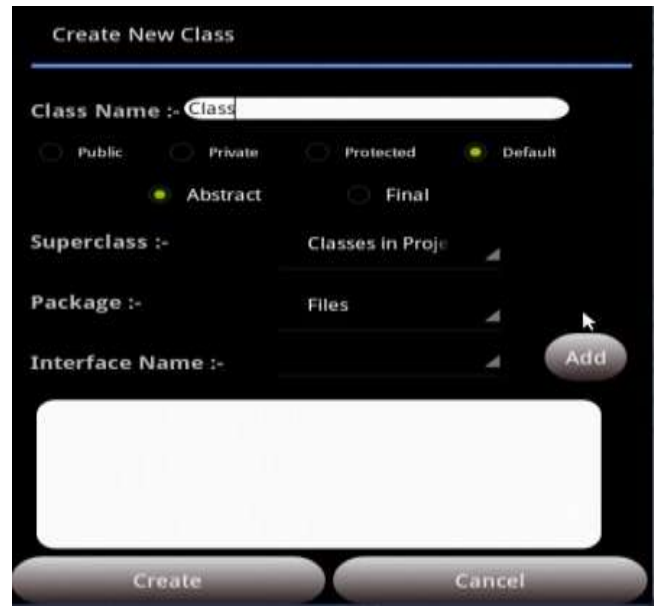 Create New Class
Class Name :- Class
Public Private Protected Default
Abstract Final
Superclass :- Classes in Proje
Package :- Files
Interface Name :- Add
Create Cancel